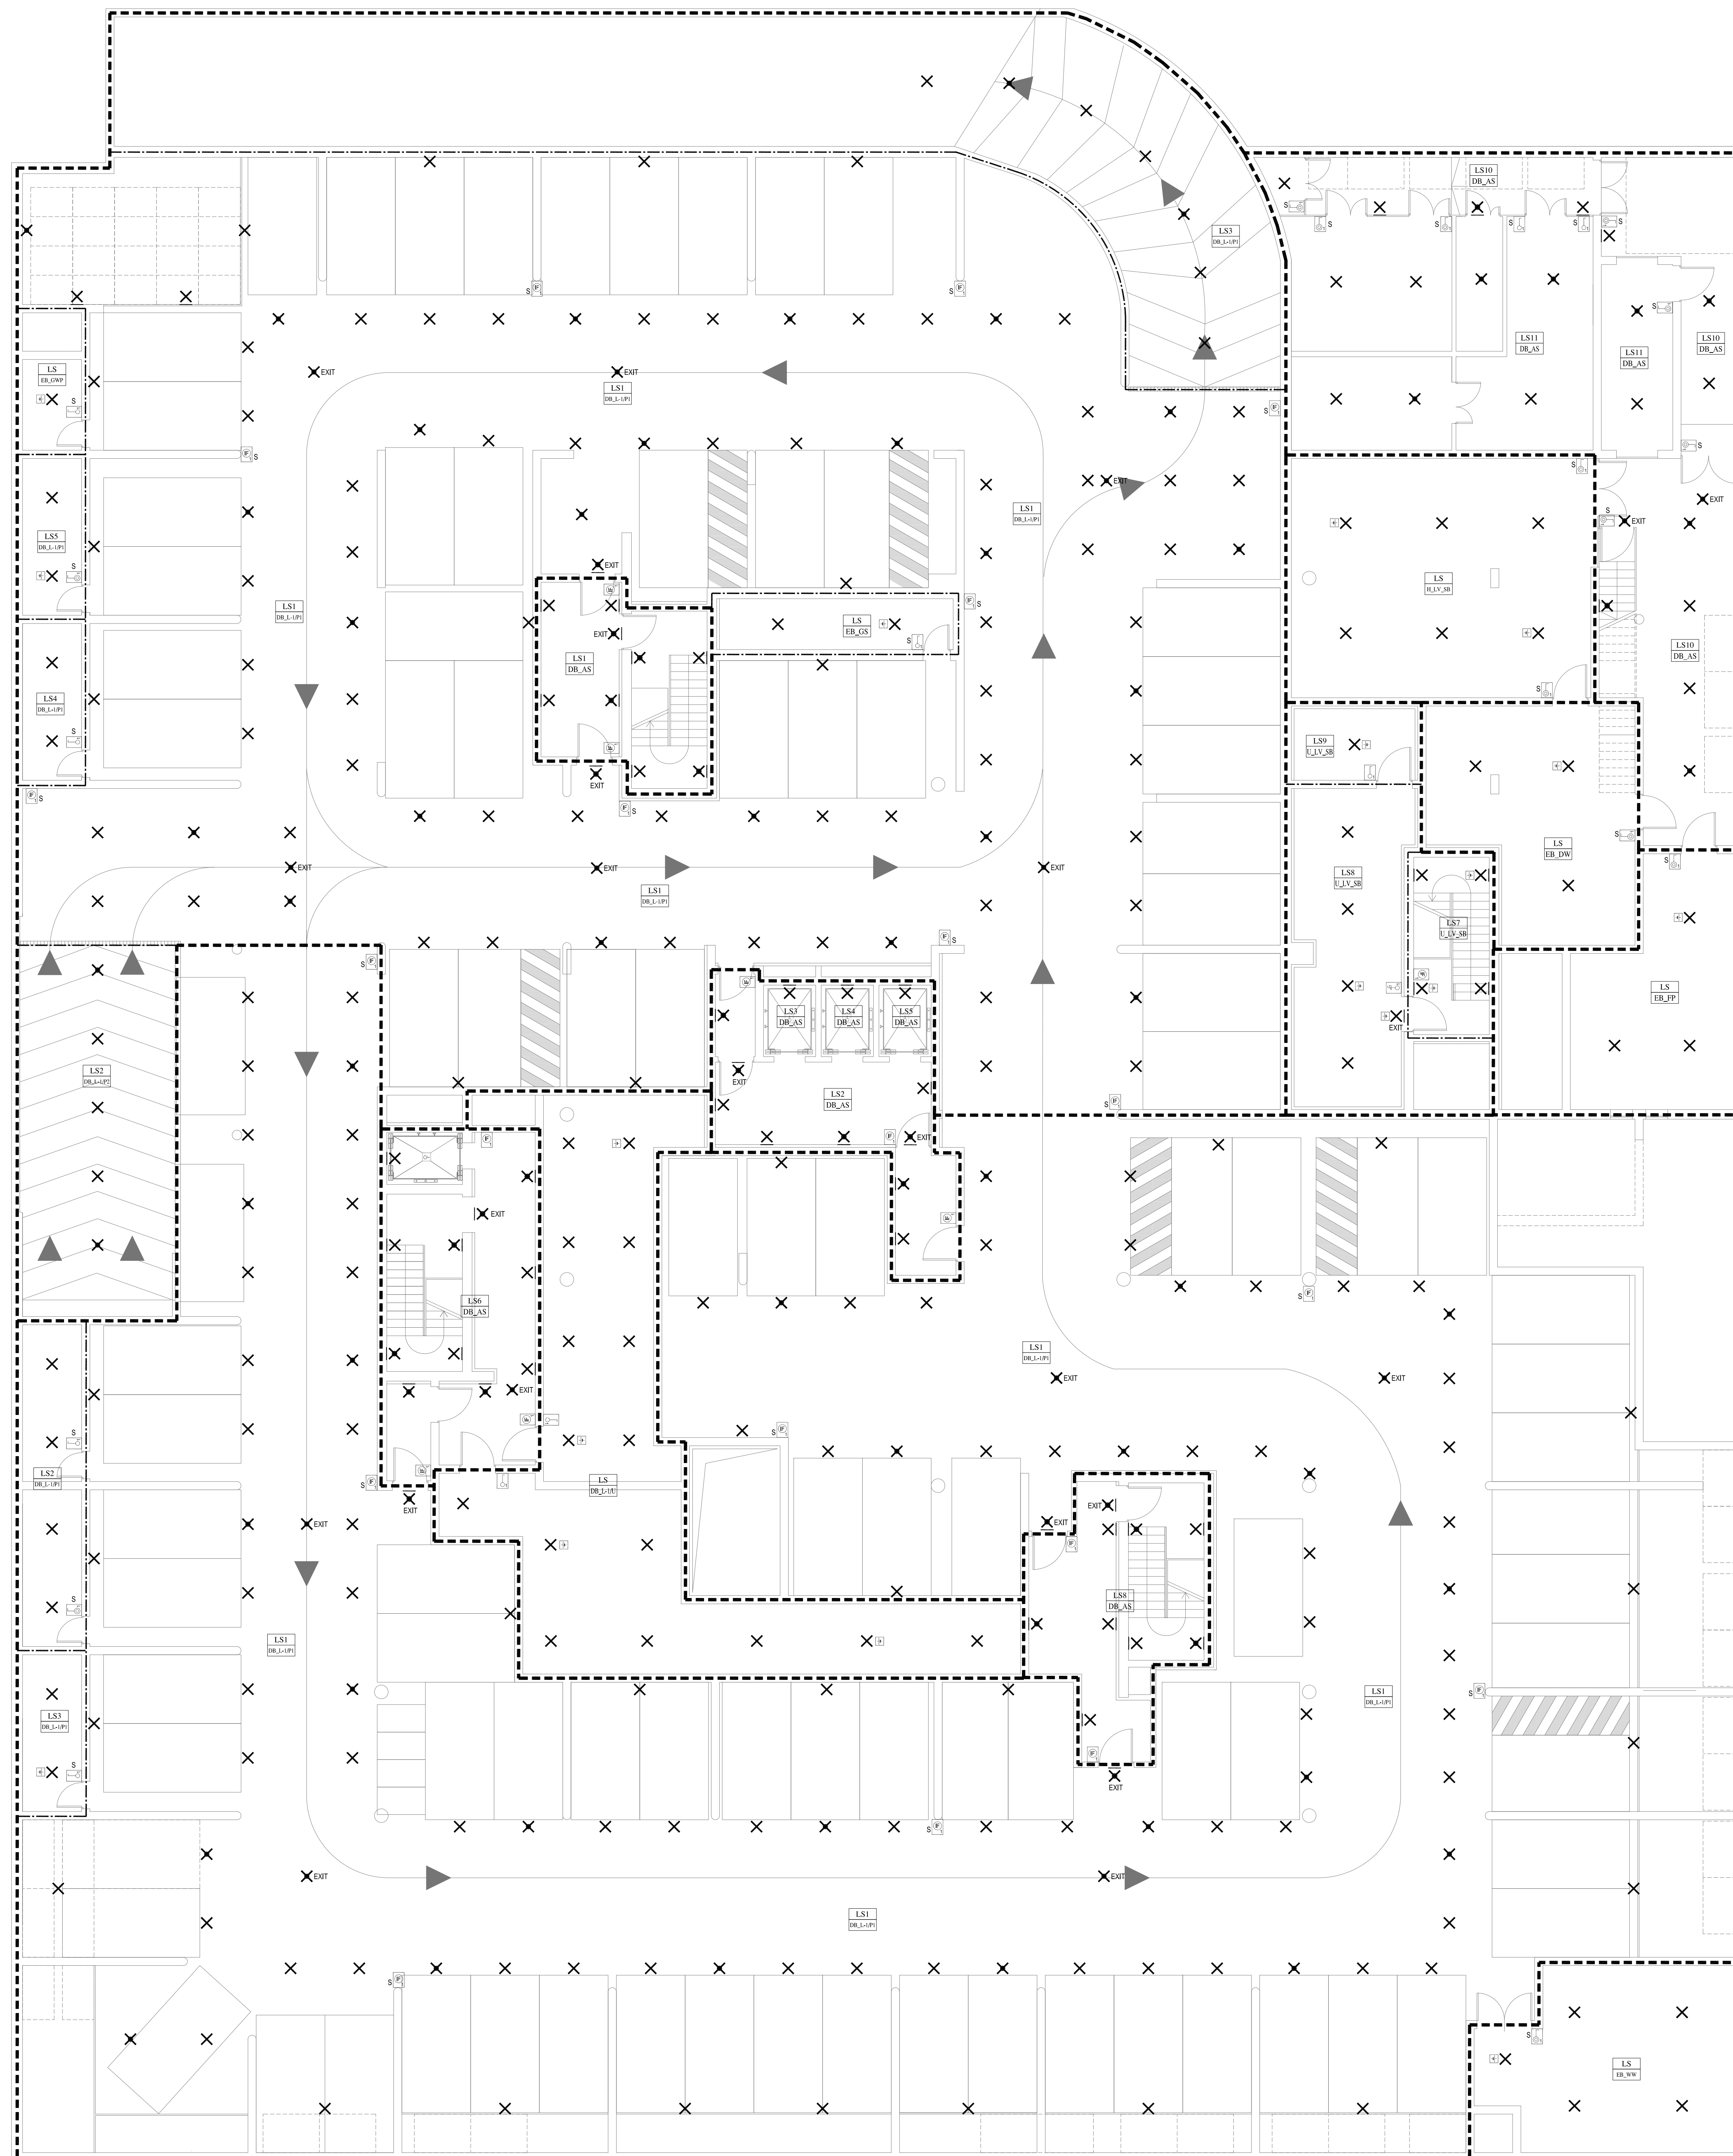 LS10
DB_AS
S
S
S
S
S
S
S
LS3
DB_L-1/P1
S
S
S
LS11
DB_AS
LS11
DB_AS
LS10
DB_AS
LS
EB_GWP
EXIT
EXIT
LS1
DB_L-1/P1
S
S
S
S
S
EXIT
LS1
DB_L-1/P1
EXIT
S
EXIT
LS5
DB_L-1/P1
S
EXIT
LS
H_LV_SB
LS1
DB_L-1/P1
S
LS
EB_GS
EXIT
S
LS1
DB_AS
LS10
DB_AS
LS4
DB_L-1/P1
S
S
LS9
U_LV_SB
EXIT
S
S
S
LS
EB_DW
S
EXIT
EXIT
EXIT
LS1
DB_L-1/P1
LS8
U_LV_SB
LS7
U_LV_SB
S
S
LS
EB_FP
LS3
DB_AS
LS4
DB_AS
LS5
DB_AS
EXIT
LS2
DB_L-1/P2
EXIT
LS2
DB_AS
S
EXIT
EXIT
S
LS6
DB_AS
LS1
DB_L-1/P1
EXIT
EXIT
EXIT
S
S
LS2
DB_L-1/P1
S
LS
DB_L-1/U
EXIT
EXIT
EXIT
EXIT
S
LS8
DB_AS
LS1
DB_L-1/P1
S
LS1
DB_L-1/P1
LS3
DB_L-1/P1
S
EXIT
S
EXIT
EXIT
LS1
DB_L-1/P1
S
S
LS
EB_WW